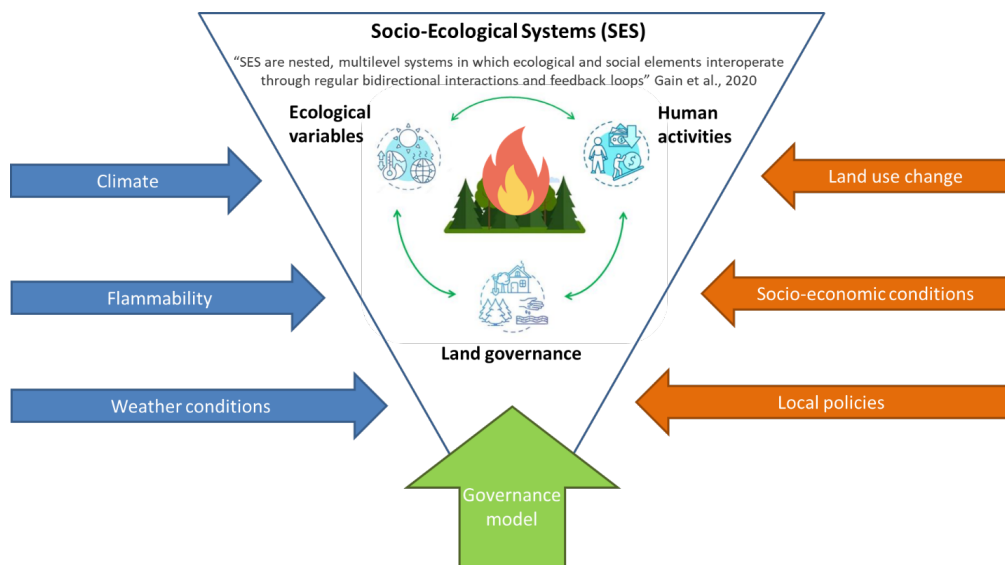 Socio-Ecological Systems (SES)
“SES are nested, multilevel systems in which ecological and social elements interoperate
through regular bidirectional interactions and feedback loops” Gain et al., 2020
Ecological
variables
Human
activities
Climate
Land use change
Flammability
Socio-economic conditions
Land governance
Weather conditions
Local policies
Governance
model